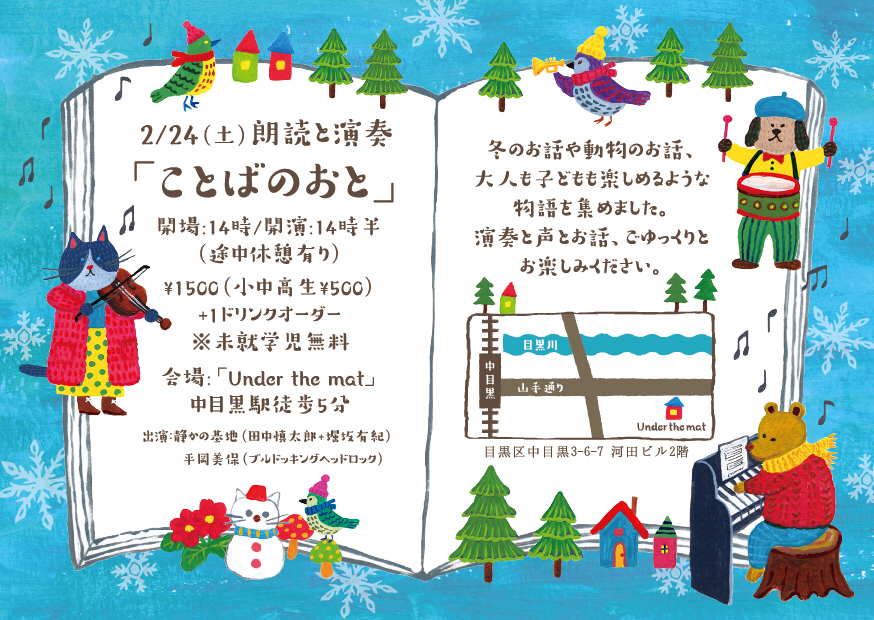 2/24(土)朗読と演奏
「ことばのおと」
開場:14時/開演:14時半
(途中休憩有り)
¥1500(小中高生¥500)
+1ドリンクオーダー
※未就学児無料
会場:「Under the mat」
中目黒駅徒歩5分
出演:静かの基地(田中慎太郎+堀坂有紀)
平岡美保(ブルドッキングヘッドロック)
冬のお話や動物のお話、
大人も子どもも楽しめるような
物語を集めました。
演奏と声とお話、ごゆっくりと
お楽しみください。
目黒川
中目黒
山手通り
Under the mat
目黒区中目黒3-6-7 河田ビル2階